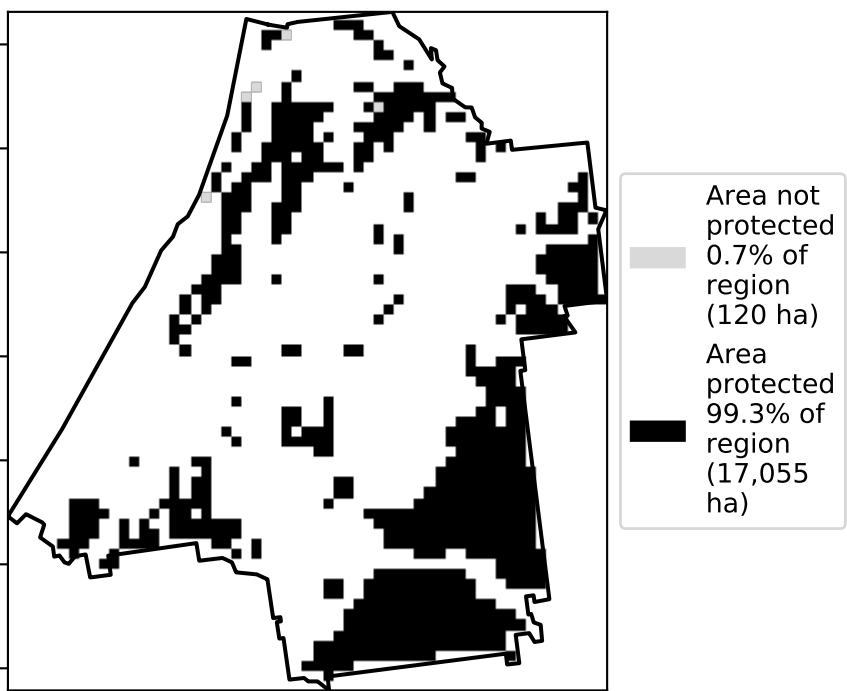 Area not
protected
0.7% of
region
(120 ha)
Area
protected
99.3% of
region
(17,055
ha)